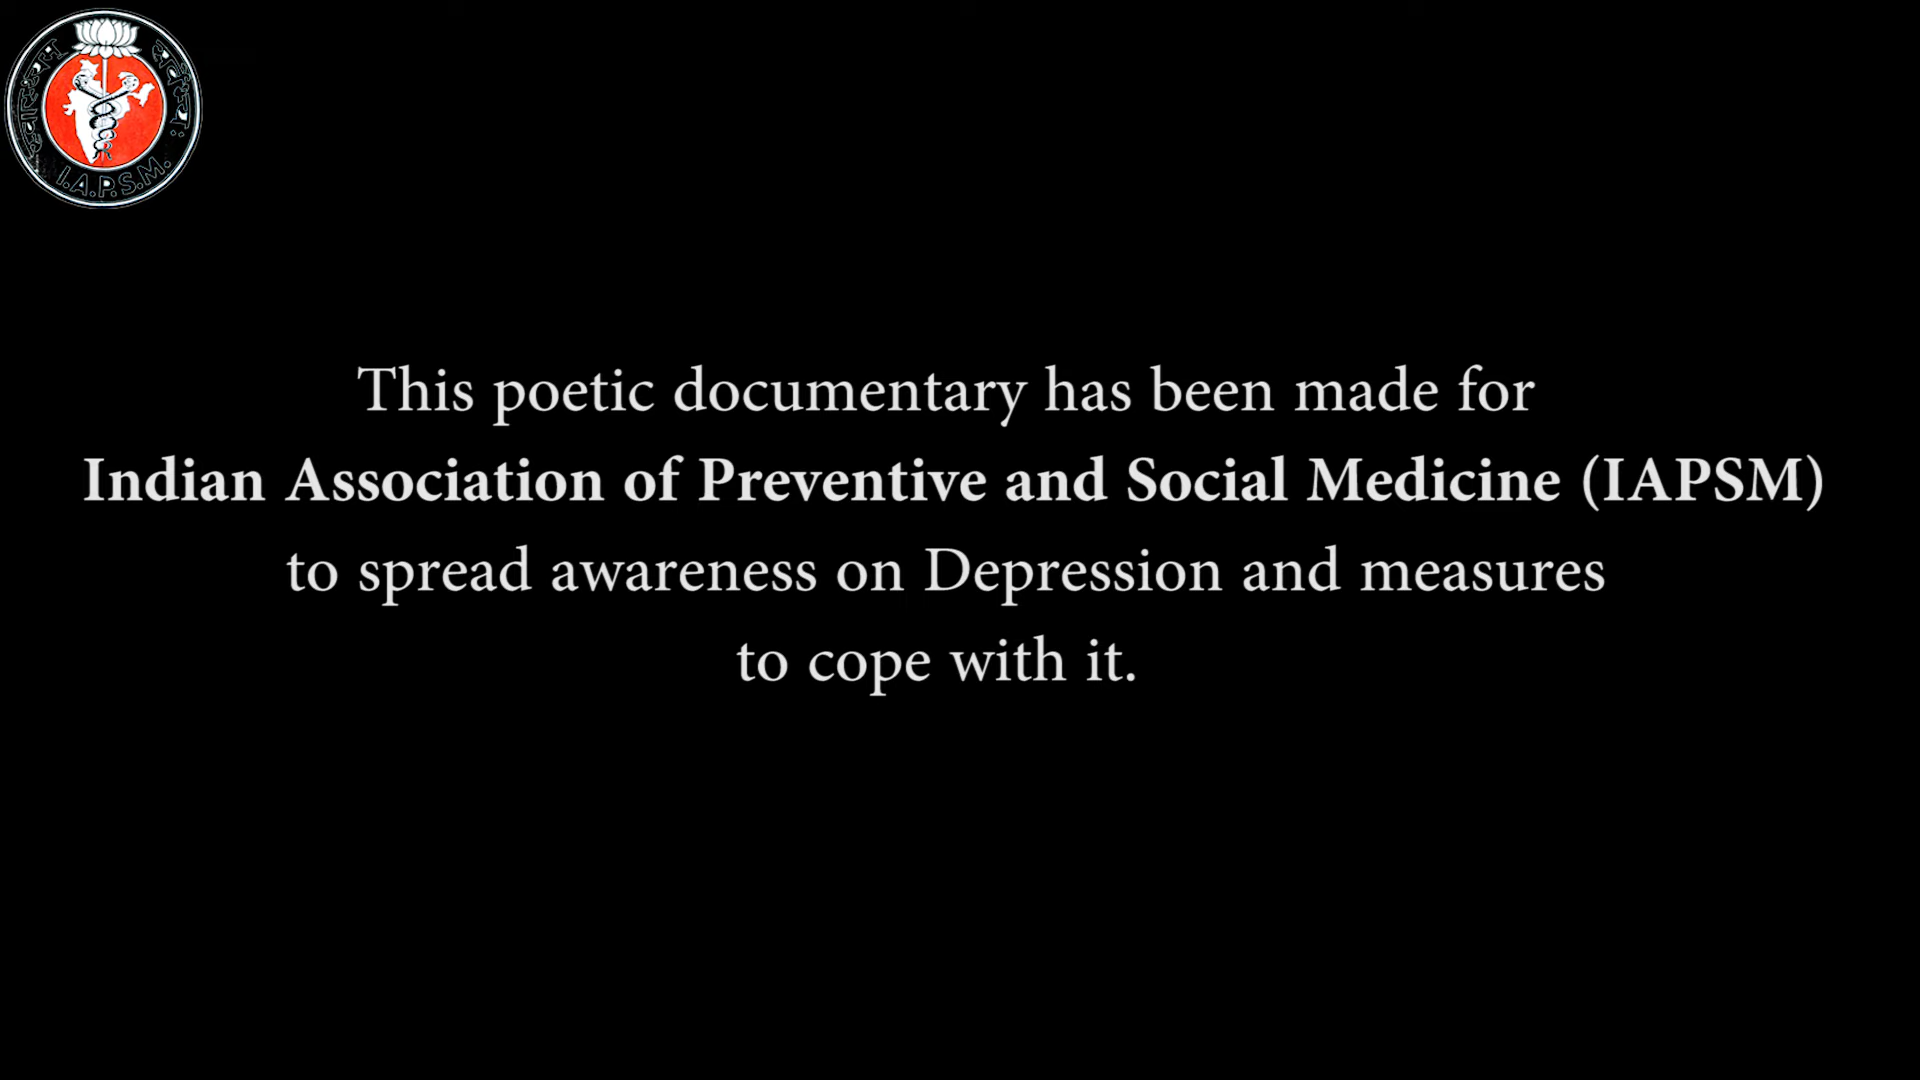 I.A.P.S.M.
This poetic documentary has been made for
Indian Association of Preventive and Social Medicine (IAPSM)
to spread awareness on Depression and measures
to cope with it.